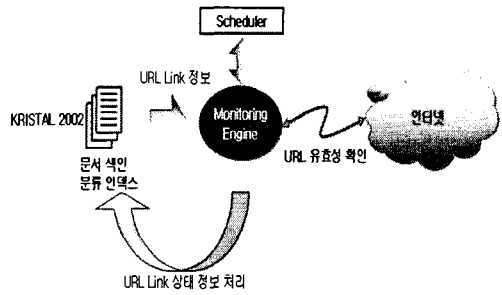 Scheduler
URL Link 정보
KRISTAL 2002
Monitoring
Engine
인터넷
URL 유효성 확인
문서 색인
분류 인덱스
URL Link 상태 정보 처리